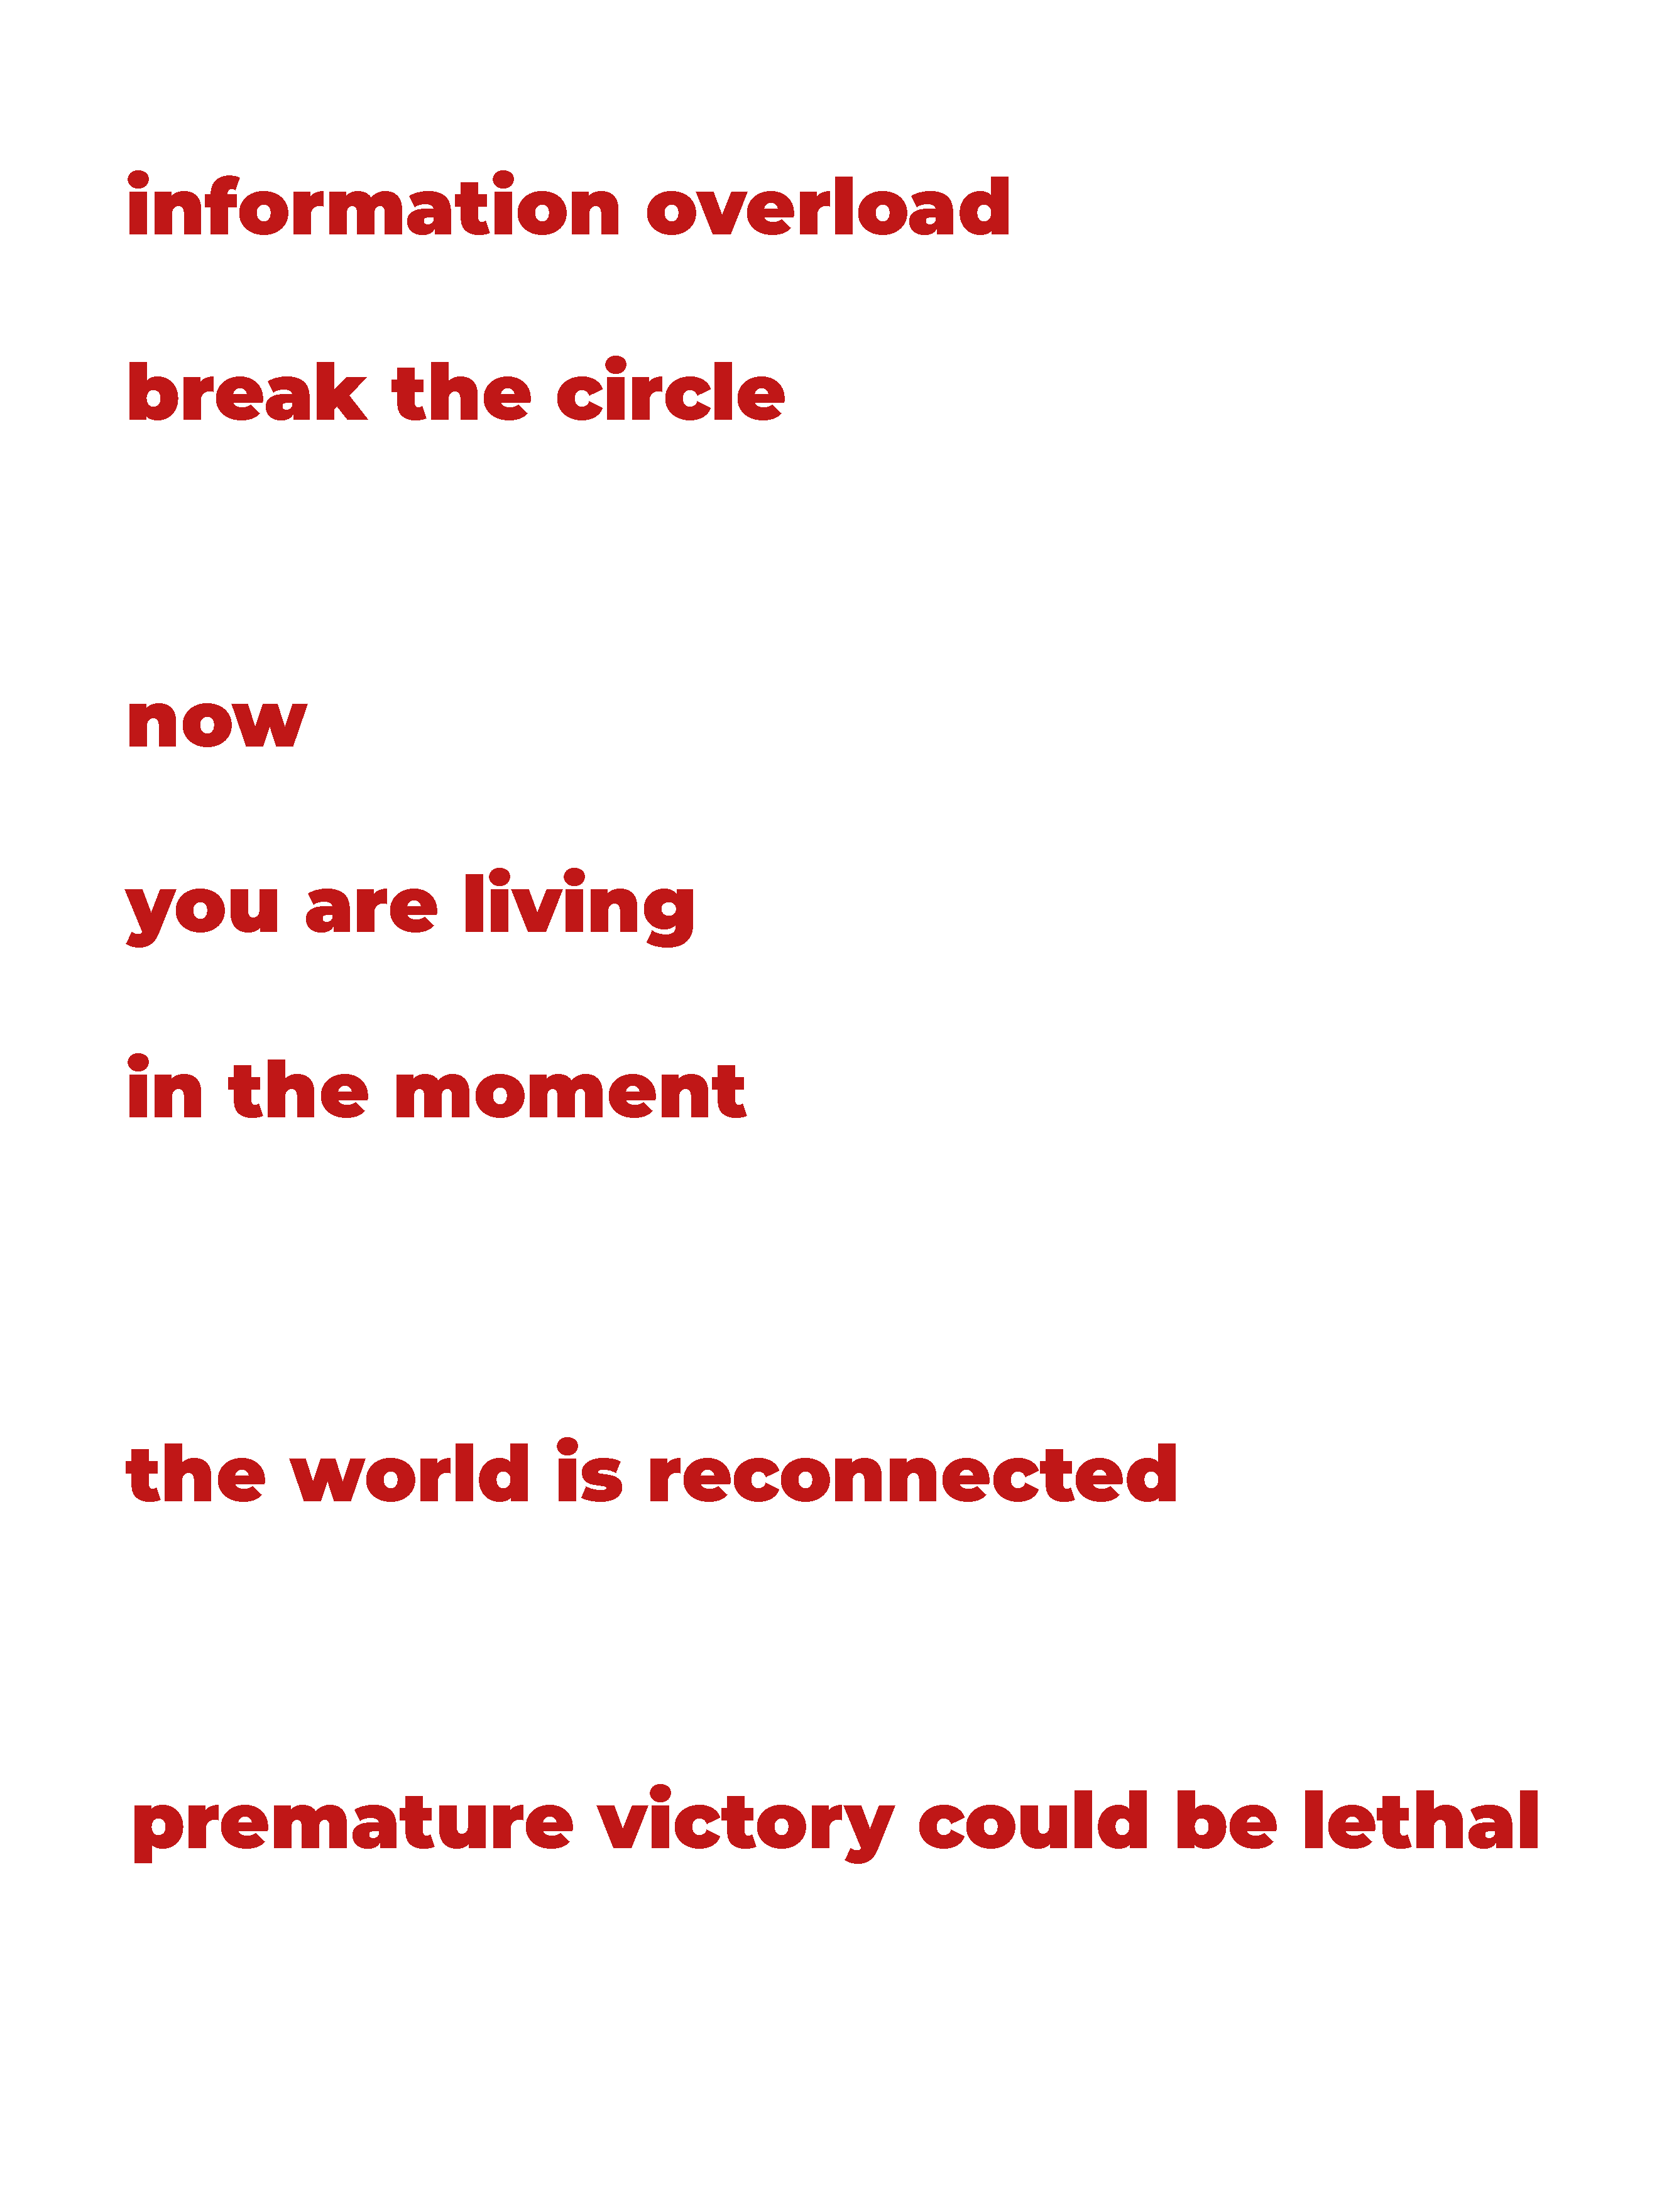 information overload
break the circle
now
you are living
in the moment
the world is reconnected
premature victory could be lethal